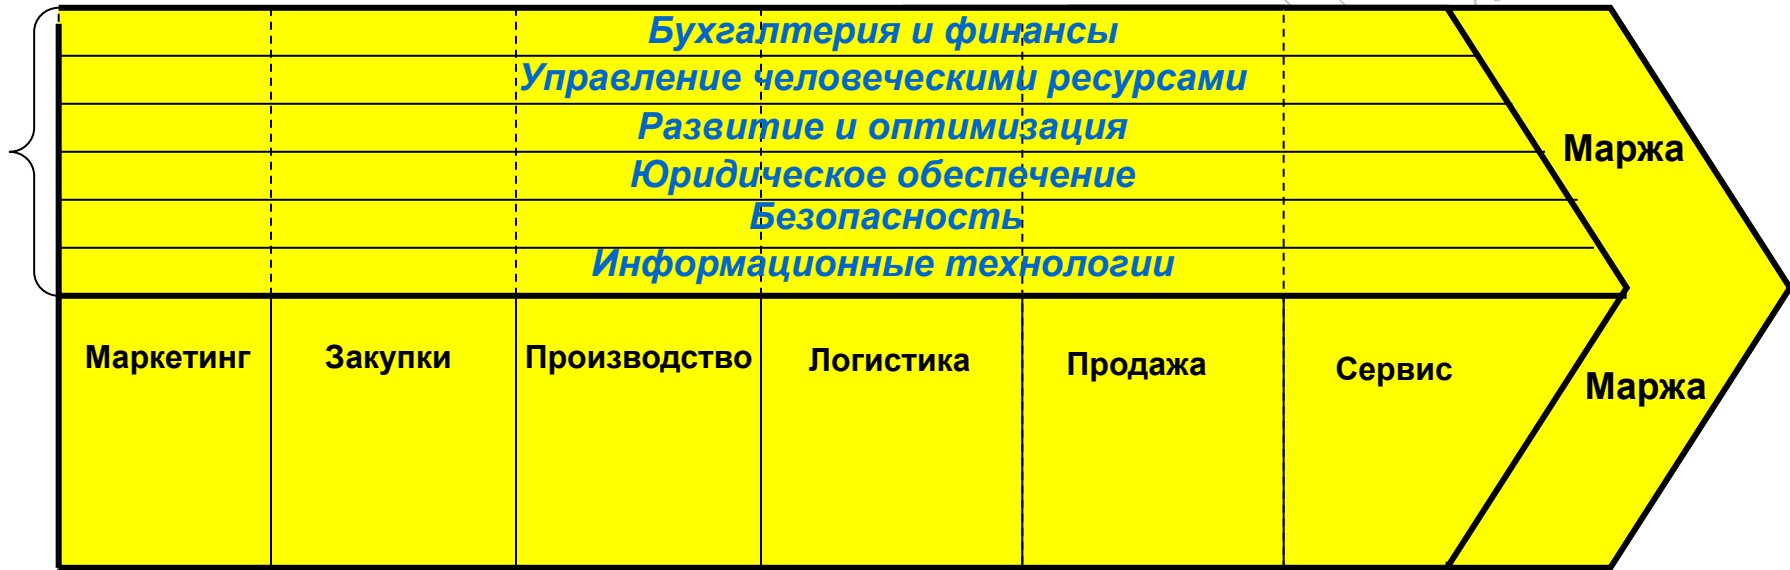 Бухгалтерия и финансы
Управление человеческими ресурсами
Развитие и оптимизация
Юридическое обеспечение
Безопасность
Информационные технологии
Маржа
Маркетинг
Закупки
Производство
Логистика
Продажа
Сервис
Маржа